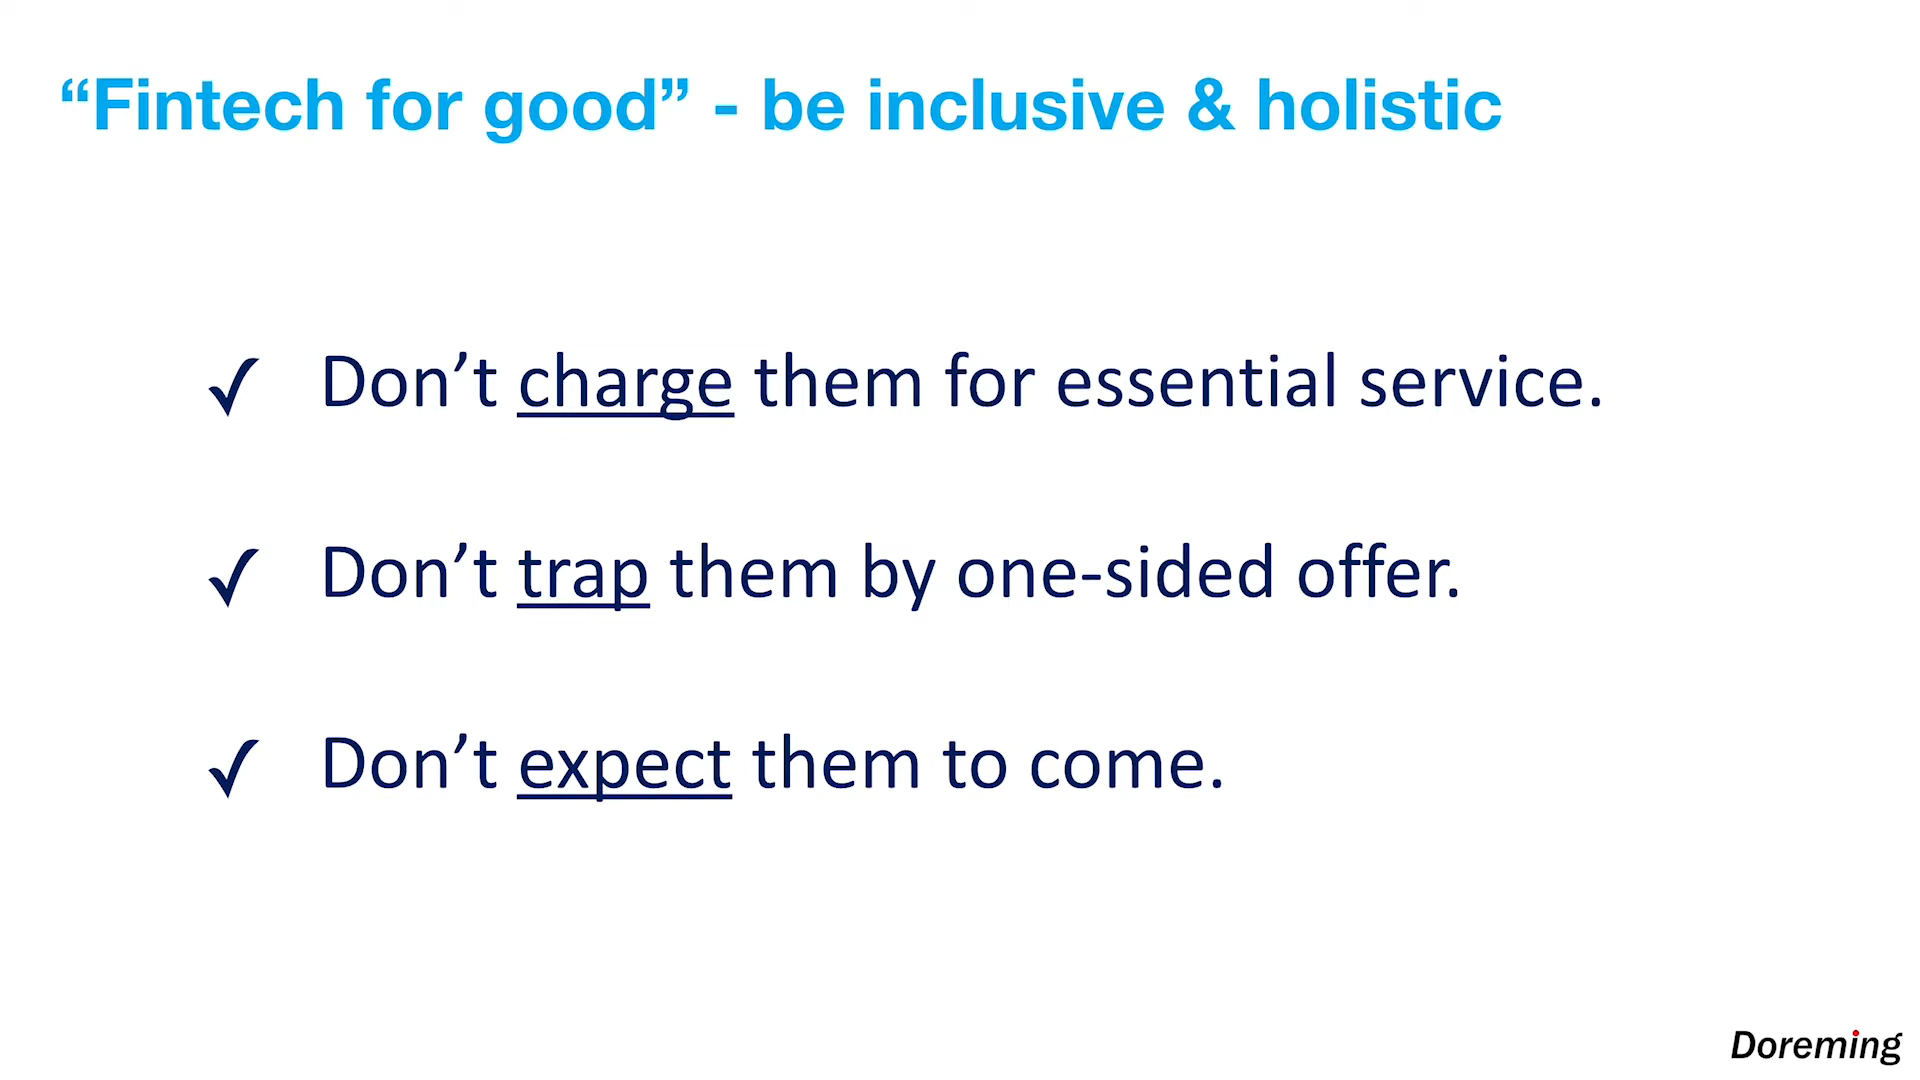 “Fintech for good” - be inclusive & holistic
✓ Don’t charge them for essential service.
✓ Don’t trap them by one-sided offer.
✓ Don’t expect them to come.
Doreming